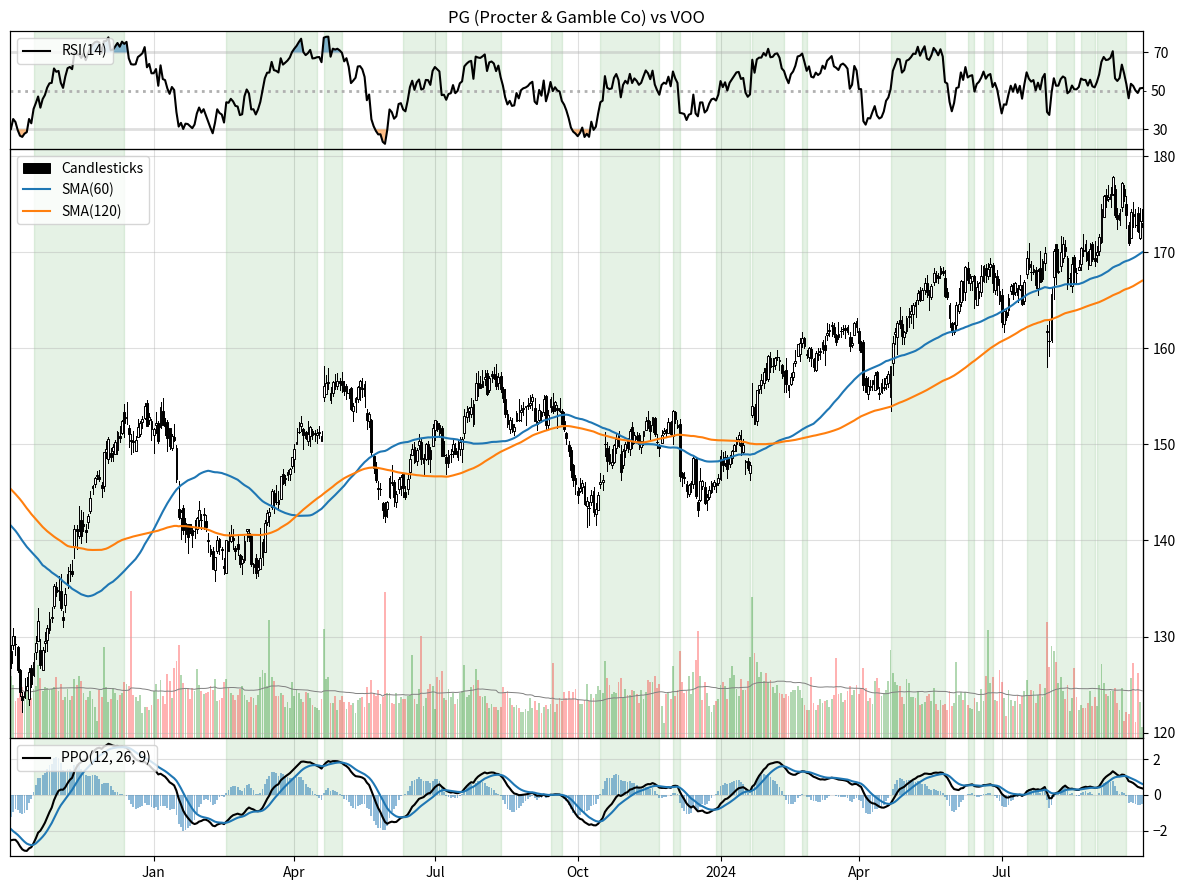 PG (Procter & Gamble Co) vs VOO
RSI(14)
70
50
30
Candlesticks
SMA(60)
SMA(120)
180
170
160
150
140
130
120
PPO(12, 26, 9)
2
0
−2
Jan
Apr
Jul
Oct
2024
Apr
Jul